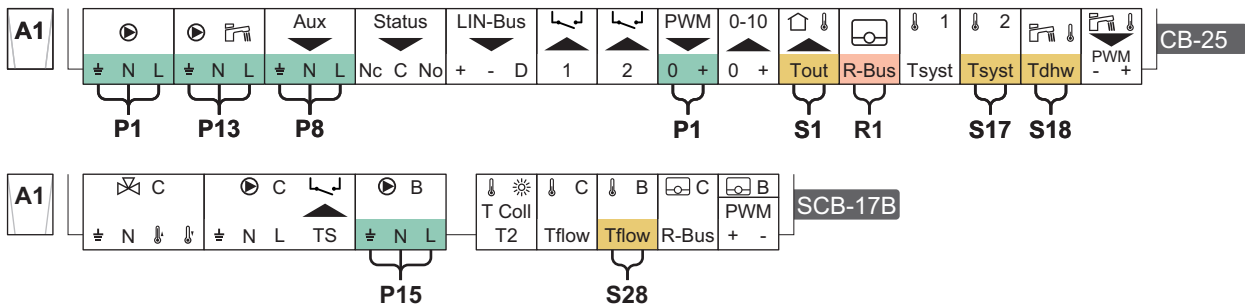 A1 Aux Status LIN-Bus PWM 0-10 1 2 CB-25
N L N L N L Nc C No + - D 1 2 0 + 0 + Tout R-Bus Tsyst Tsyst Tdhw PWM - +
P1 P13 P8 P1 S1 R1 S17 S18
A1 C C B C B C B SCB-17B
T Coll PWM
N N L TS N L T2 Tflow Tflow R-Bus + -
P15 S28